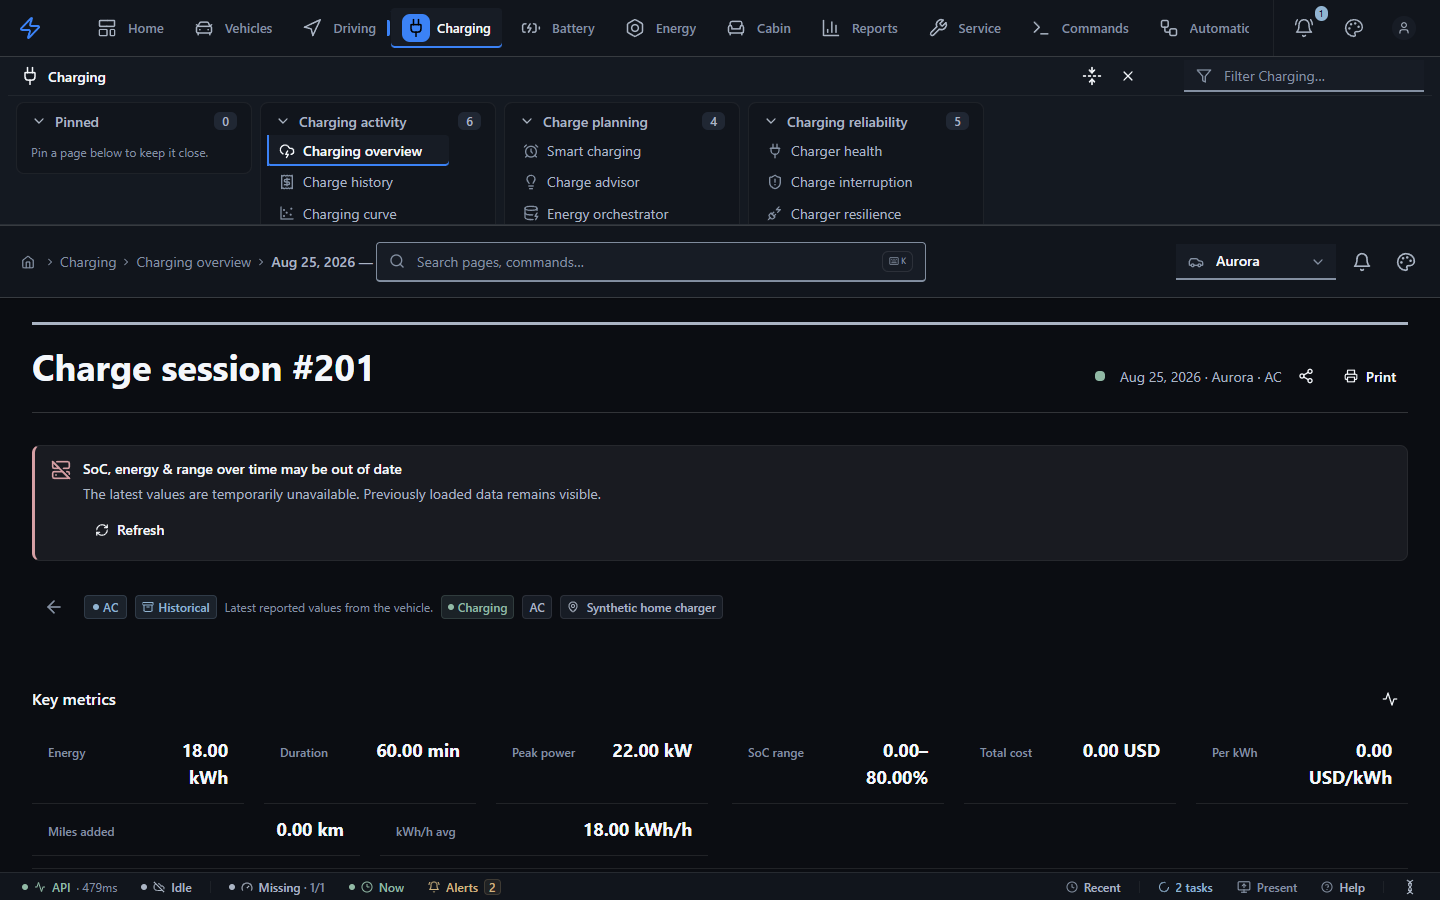 Home
Vehicles
Driving
Charging
Battery
Energy
Cabin
Reports
Service
Commands
Automatic
1
Charging
Filter Charging...
Pinned
0
Pin a page below to keep it close.
Charging activity
6
Charging overview
Charge history
Charging curve
Charge planning
4
Smart charging
Charge advisor
Energy orchestrator
Charging reliability
5
Charger health
Charge interruption
Charger resilience
Charging
Charging overview
Aug 25, 2026 —
Search pages, commands...
K
Aurora
Charge session #201
Aug 25, 2026 · Aurora · AC
Print
SoC, energy & range over time may be out of date
The latest values are temporarily unavailable. Previously loaded data remains visible.
Refresh
AC
Historical
Latest reported values from the vehicle.
Charging
AC
Synthetic home charger
Key metrics
Energy
18.00
kWh
Duration
60.00 min
Peak power
22.00 kW
SoC range
0.00–
80.00%
Total cost
0.00 USD
Per kWh
0.00
USD/kWh
Miles added
0.00 km
kWh/h avg
18.00 kWh/h
API · 479ms
Idle
Missing · 1/1
Now
Alerts 2
Recent
2 tasks
Present
Help